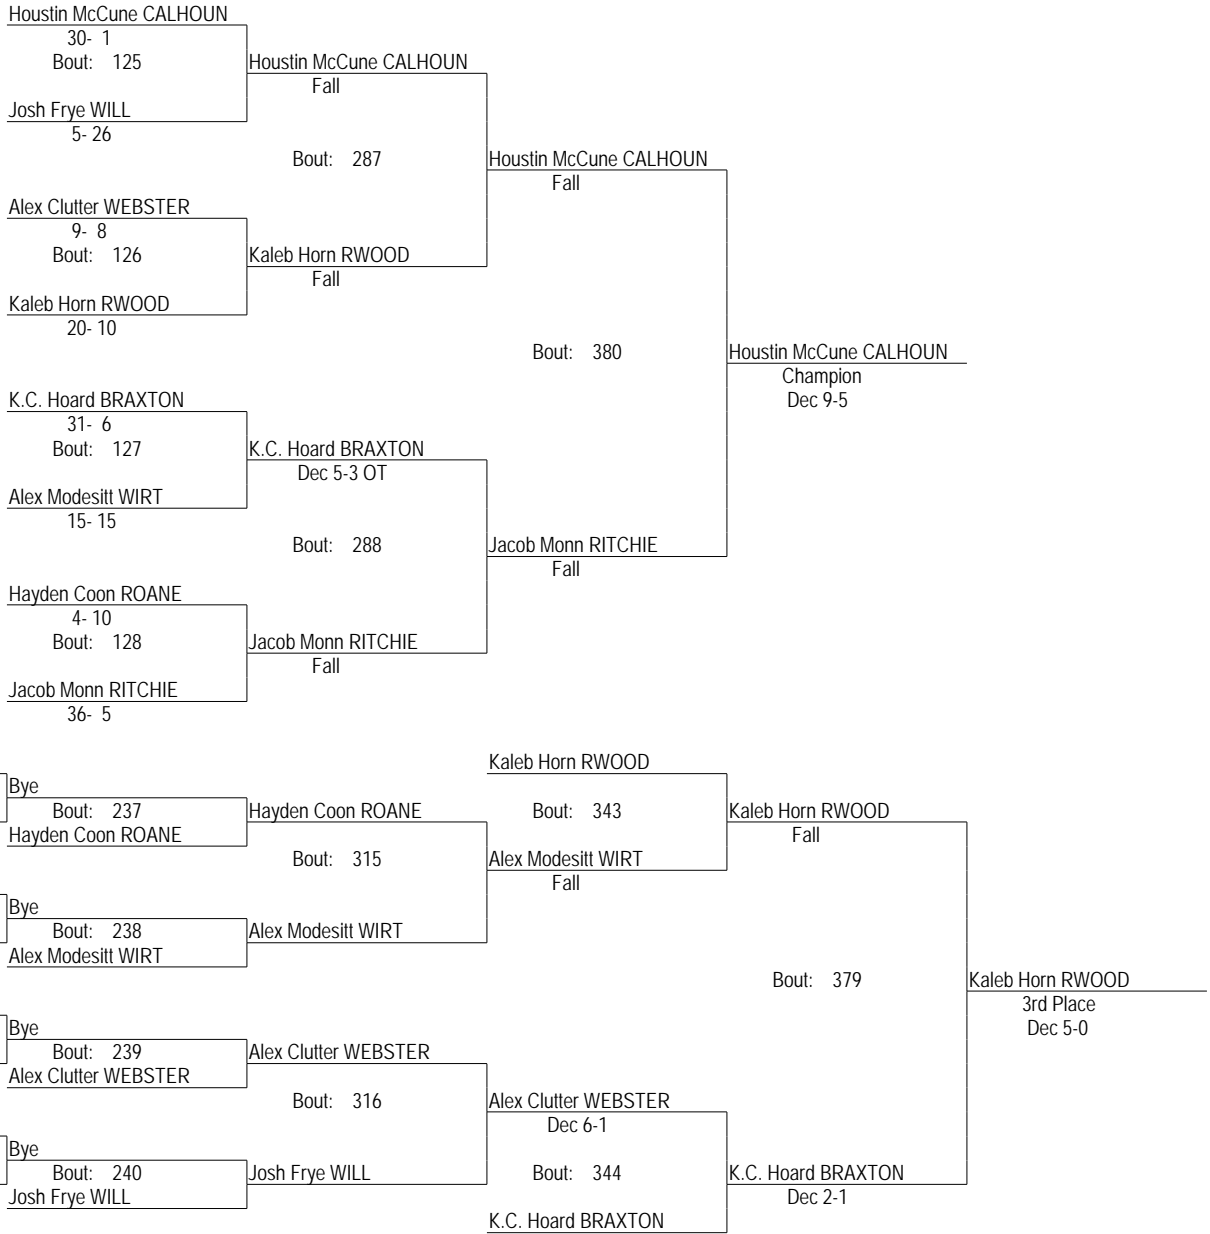 Houstin McCune CALHOUN
30- 1
Bout: 125
Houstin McCune CALHOUN
Fall
Josh Frye WILL
5- 26
Bout: 287
Houstin McCune CALHOUN
Fall
Alex Clutter WEBSTER
9- 8
Bout: 126
Kaleb Horn RWOOD
Fall
Kaleb Horn RWOOD
20- 10
Bout: 380
Houstin McCune CALHOUN
Champion
Dec 9-5
K.C. Hoard BRAXTON
31- 6
Bout: 127
K.C. Hoard BRAXTON
Dec 5-3 OT
Alex Modesitt WIRT
15- 15
Bout: 288
Jacob Monn RITCHIE
Fall
Hayden Coon ROANE
4- 10
Bout: 128
Jacob Monn RITCHIE
Fall
Jacob Monn RITCHIE
36- 5
Kaleb Horn RWOOD
Bye
Bout: 237
Hayden Coon ROANE
Bout: 343
Kaleb Horn RWOOD
Hayden Coon ROANE
Fall
Bout: 315
Alex Modesitt WIRT
Fall
Bye
Bout: 238
Alex Modesitt WIRT
Alex Modesitt WIRT
Bout: 379
Kaleb Horn RWOOD
3rd Place
Dec 5-0
Bye
Bout: 239
Alex Clutter WEBSTER
Alex Clutter WEBSTER
Bout: 316
Alex Clutter WEBSTER
Dec 6-1
Bye
Bout: 240
Josh Frye WILL
Bout: 344
K.C. Hoard BRAXTON
Josh Frye WILL
Dec 2-1
K.C. Hoard BRAXTON